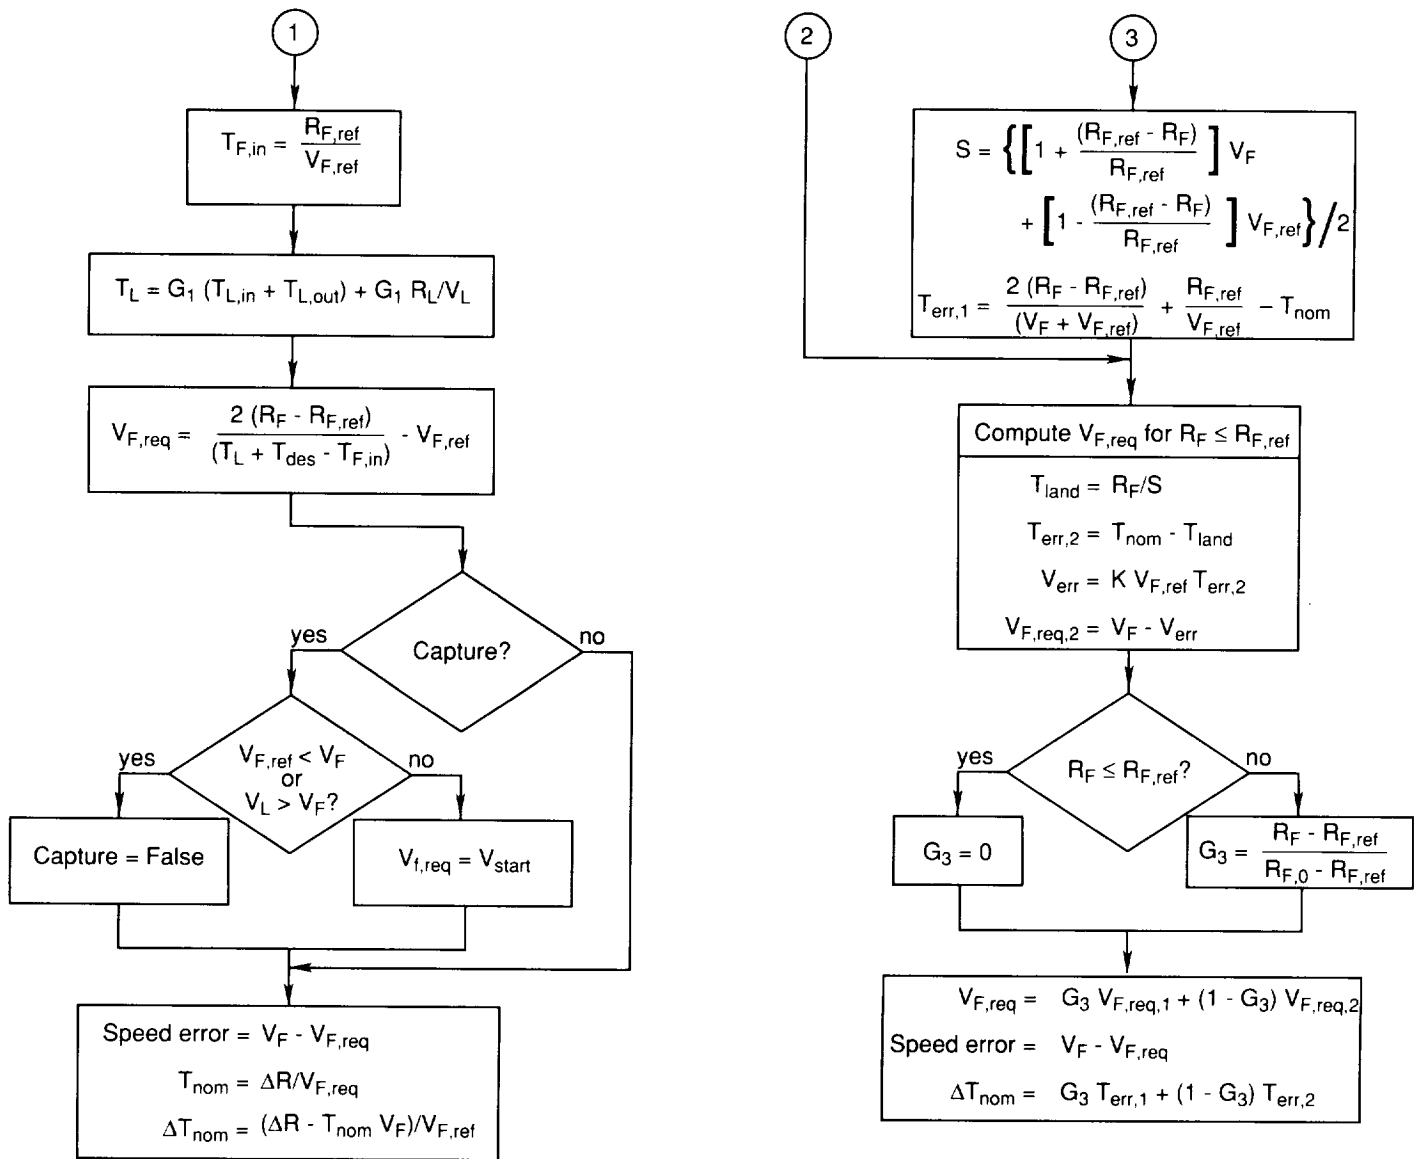 1
T_F,in = R_F,ref / V_F,ref
T_L = G_1 (T_L,in + T_L,out) + G_1 R_L/V_L
V_F,req = 2 (R_F - R_F,ref) / (T_L + T_des - T_F,in) - V_F,ref
Capture?
yes
no
V_F,ref < V_F
or
V_L > V_F?
yes
no
Capture = False
V_f,req = V_start
Speed error = V_F - V_F,req
T_nom = ΔR/V_F,req
ΔT_nom = (ΔR - T_nom V_F)/V_F,ref
2
3
S = {[1 + (R_F,ref - R_F) / R_F,ref ] V_F
+ [1 - (R_F,ref - R_F) / R_F,ref ] V_F,ref}/2
T_err,1 = 2 (R_F - R_F,ref) / (V_F + V_F,ref) + R_F,ref / V_F,ref – T_nom
Compute V_F,req for R_F ≤ R_F,ref
T_land = R_F/S
T_err,2 = T_nom - T_land
V_err = K V_F,ref T_err,2
V_F,req,2 = V_F - V_err
R_F ≤ R_F,ref?
yes
no
G_3 = 0
G_3 = R_F - R_F,ref / R_F,0 - R_F,ref
V_F,req = G_3 V_F,req,1 + (1 - G_3) V_F,req,2
Speed error = V_F - V_F,req
ΔT_nom = G_3 T_err,1 + (1 - G_3) T_err,2